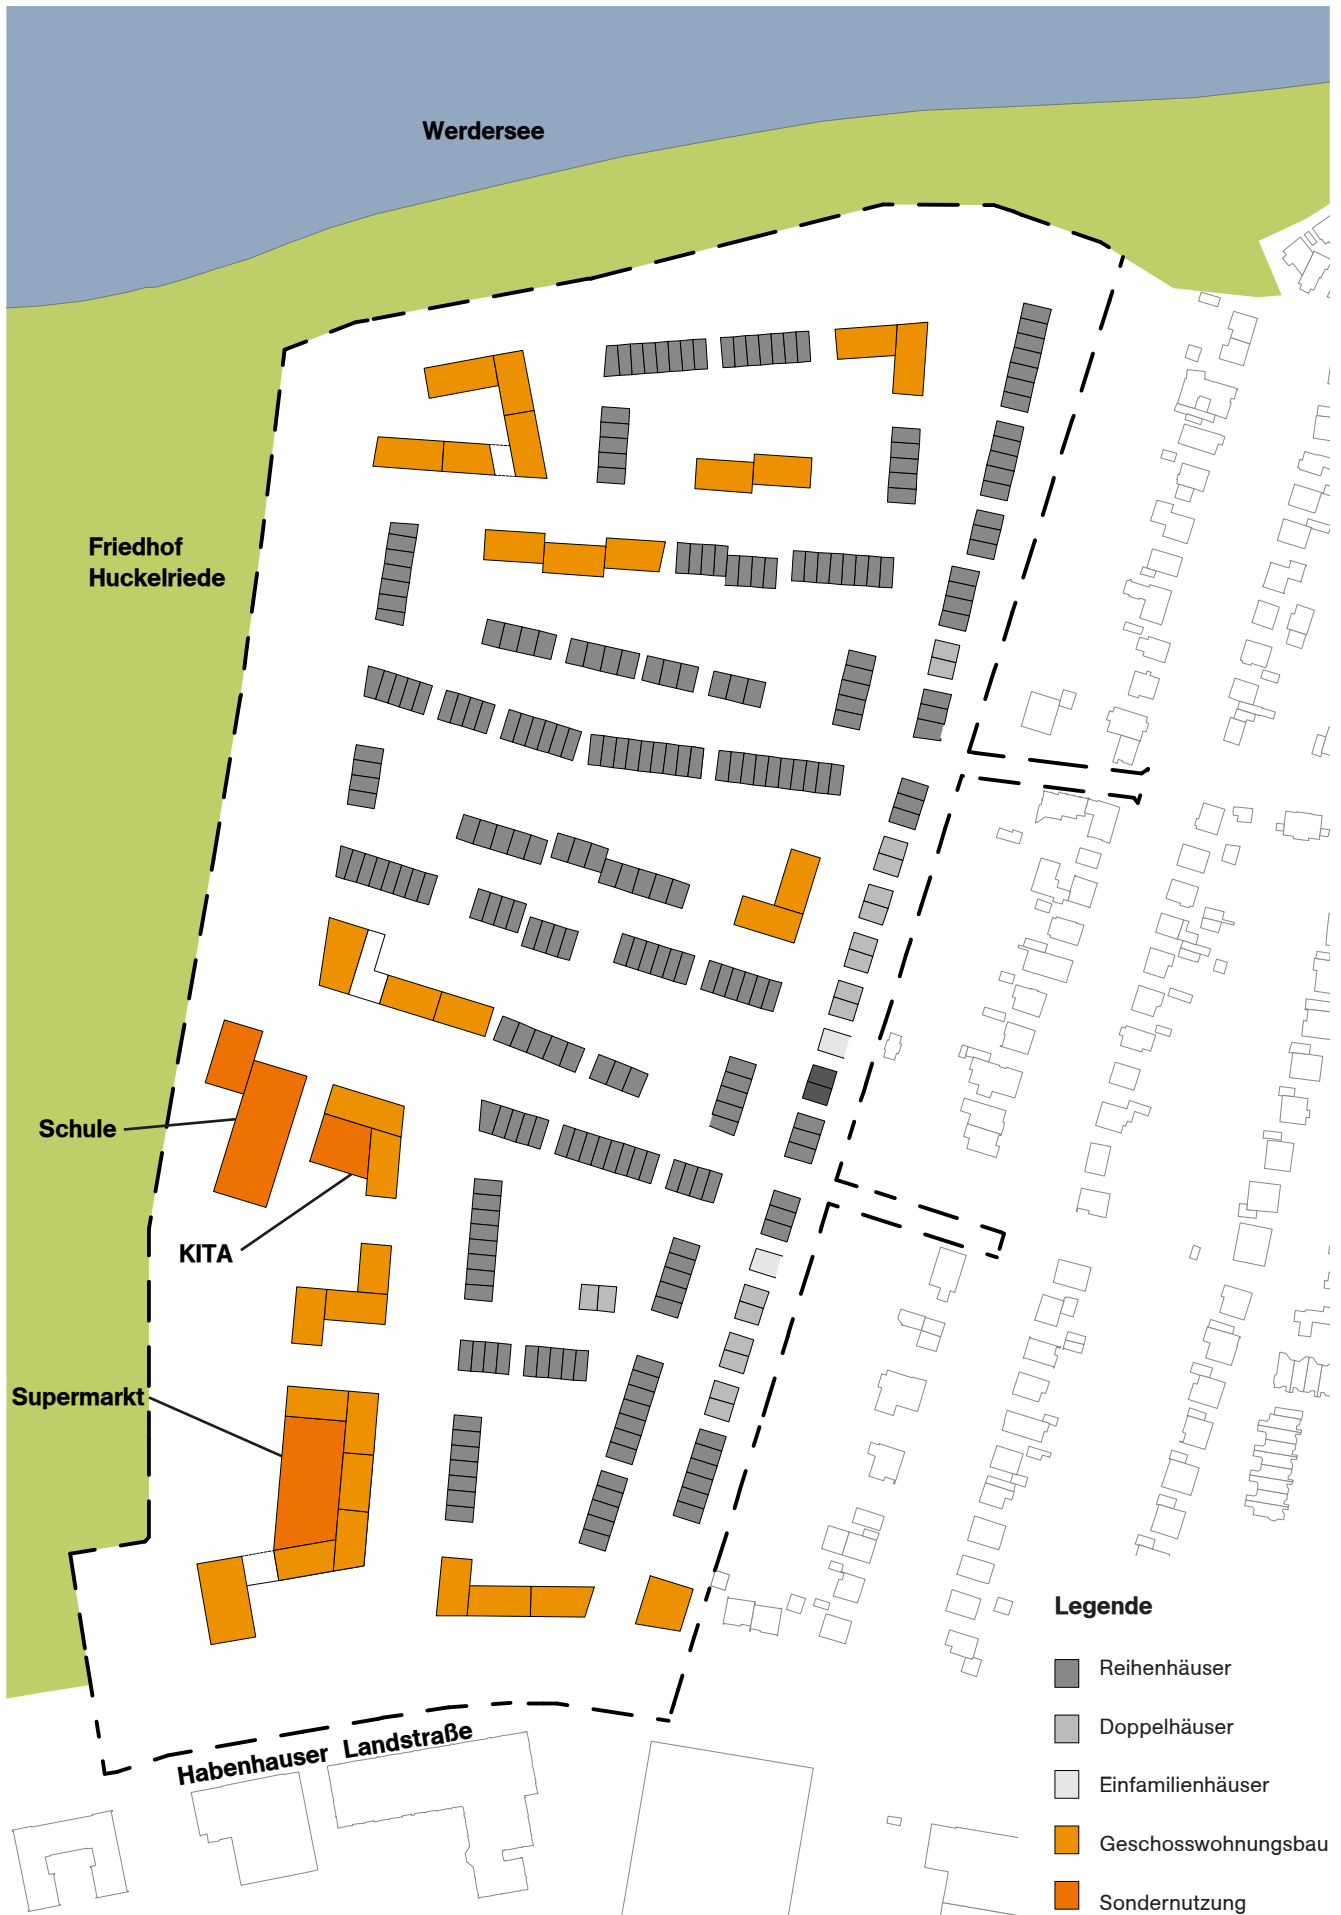 Werdersee
Friedhof
Huckelriede
Schule
KITA
Supermarkt
Habenhauser Landstraße
Legende
Reihenhäuser
Doppelhäuser
Einfamilienhäuser
Geschosswohnungsbau
Sondernutzung